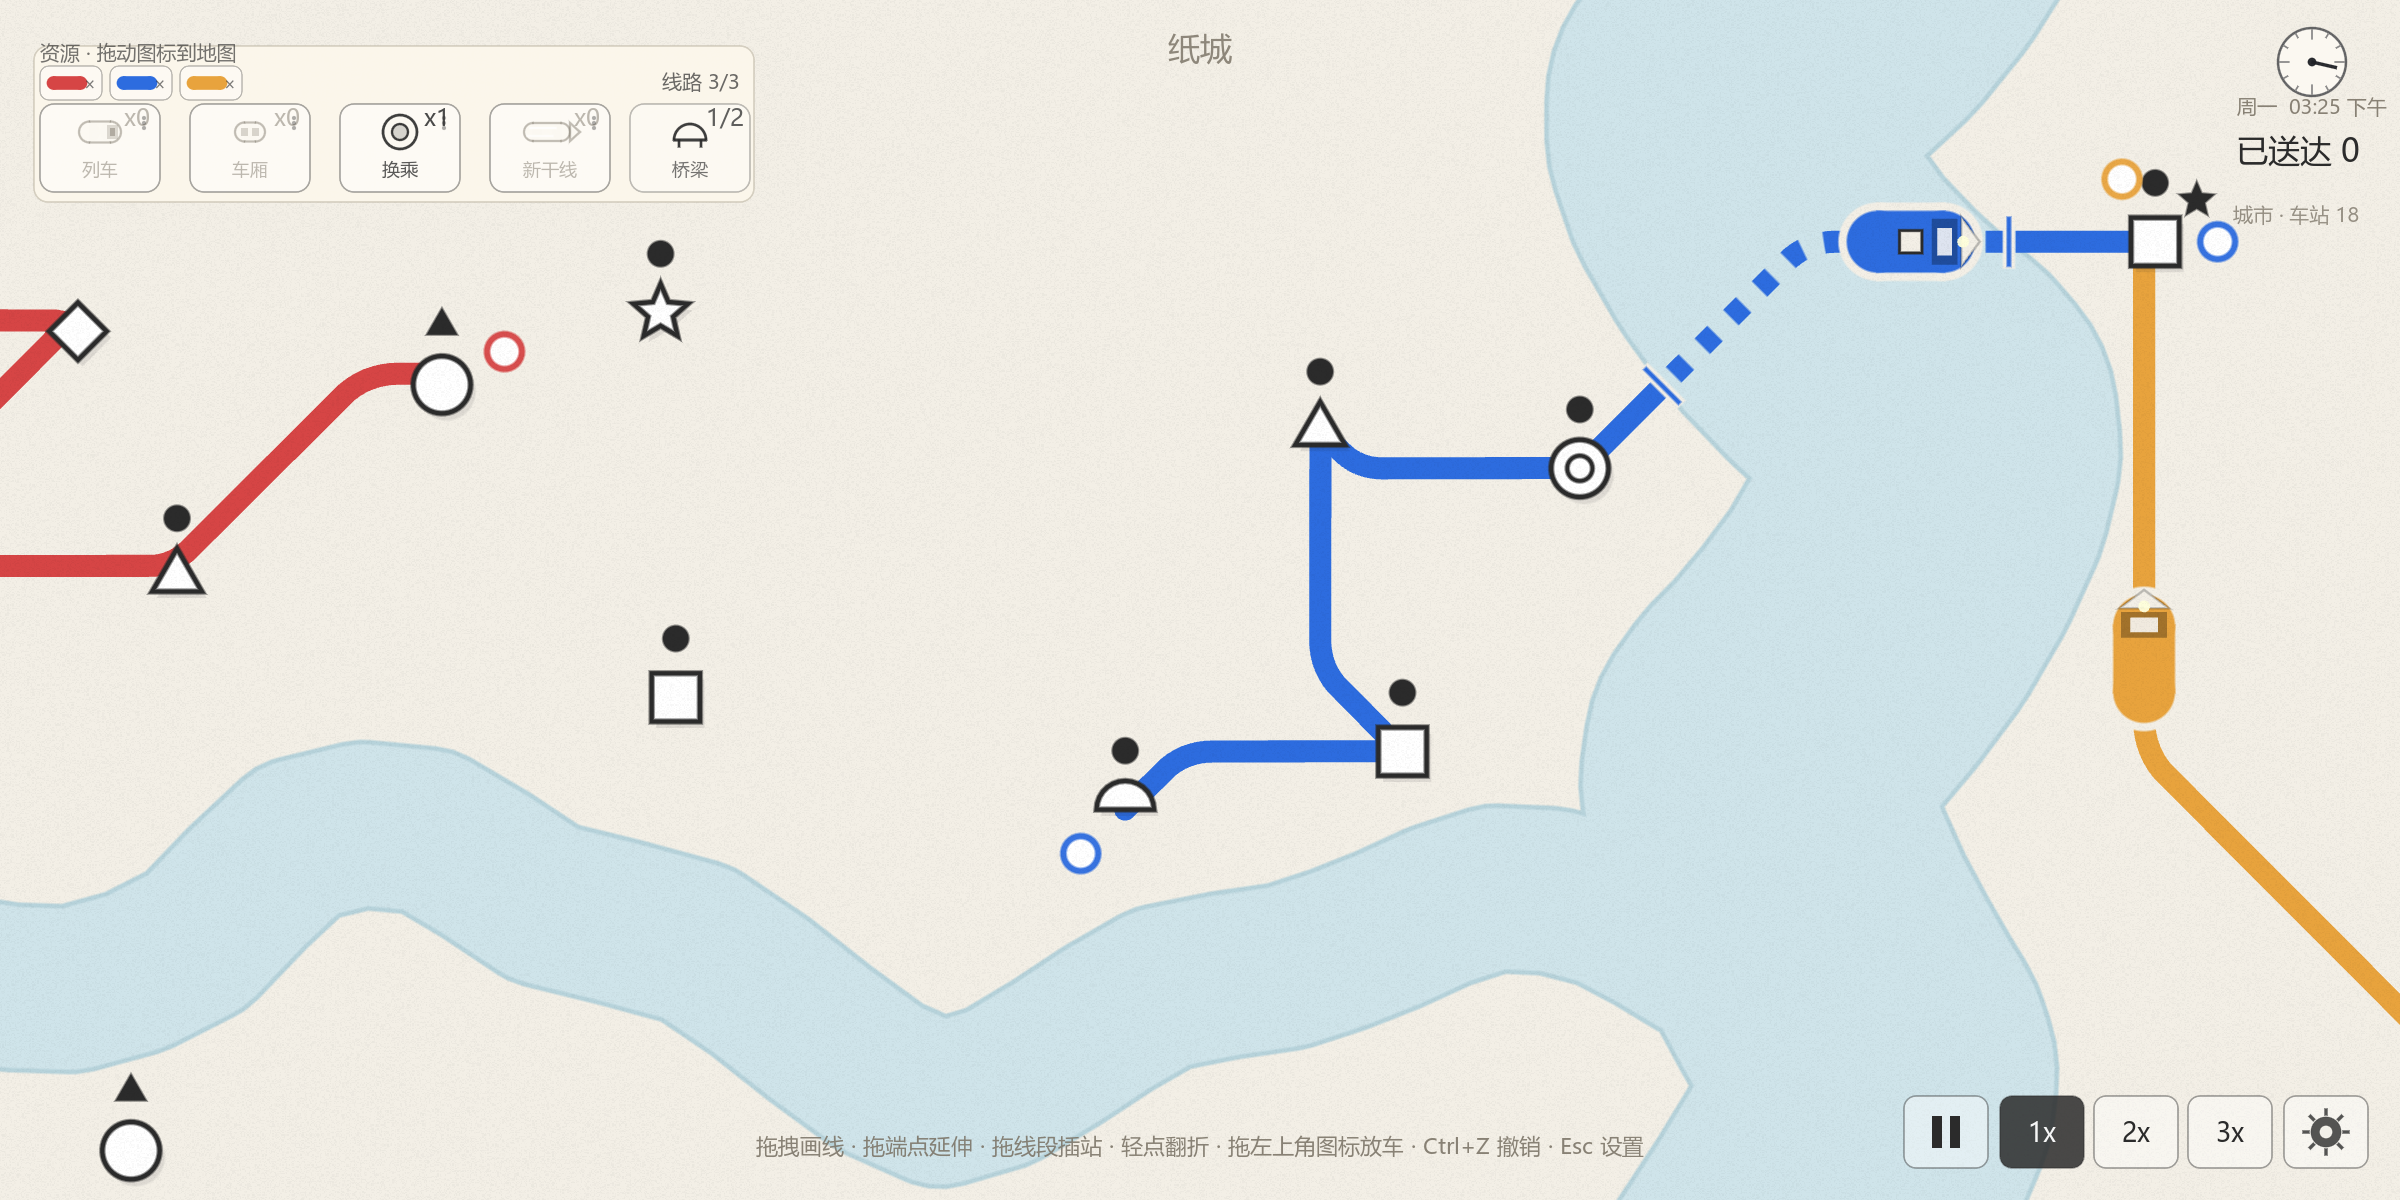 资源 · 拖动图标到地图
线路 3/3
x0
x0
x1
x0
1/2
列车
车厢
换乘
新干线
桥梁
纸城
周一 03:25 下午
已送达 0
城市 · 车站 18
拖拽画线 · 拖端点延伸 · 拖线段插站 · 轻点翻折 · 拖左上角图标放车 · Ctrl+Z 撤销 · Esc 设置
1x
2x
3x